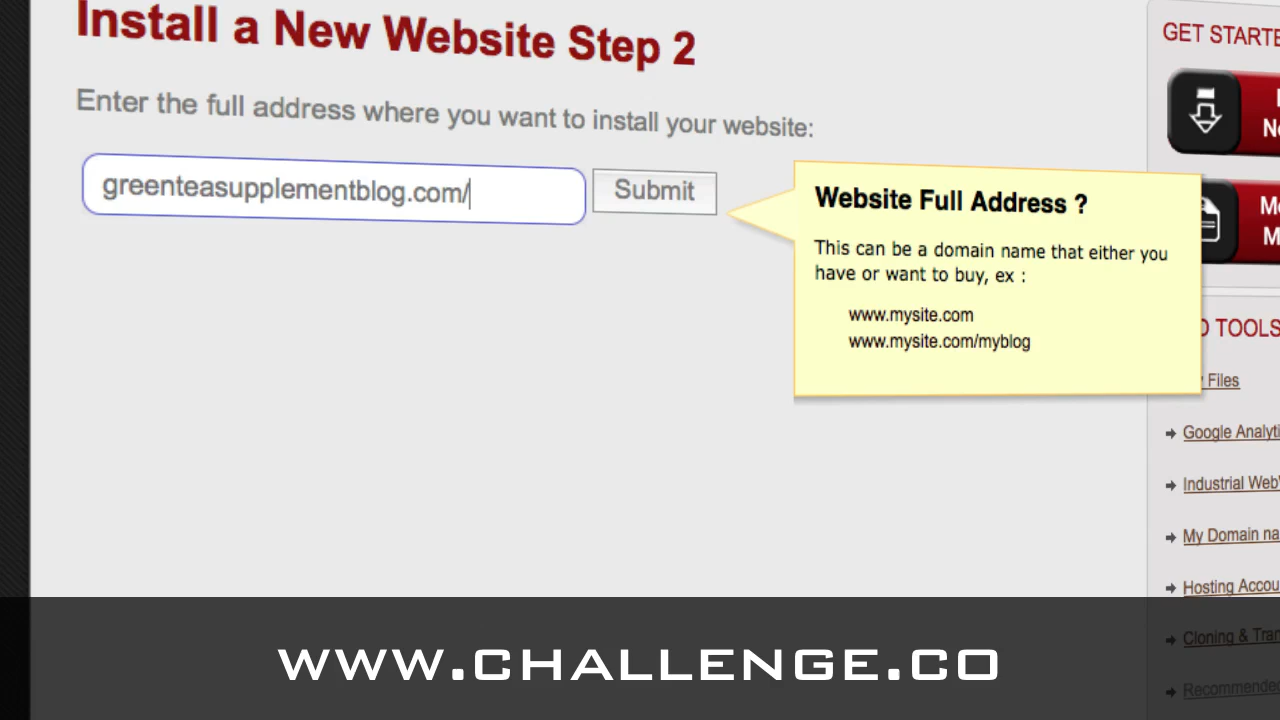 Install a New Website Step 2
Enter the full address where you want to install your website:
greenteasupplementblog.com/
Submit
Website Full Address ?
This can be a domain name that either you
have or want to buy, ex :
www.mysite.com
www.mysite.com/myblog
GET STARTE
TOOLS
Files
Google Analyti
Industrial Web
My Domain na
Hosting Accou
Cloning & Tran
Recommende
WWW.CHALLENGE.CO